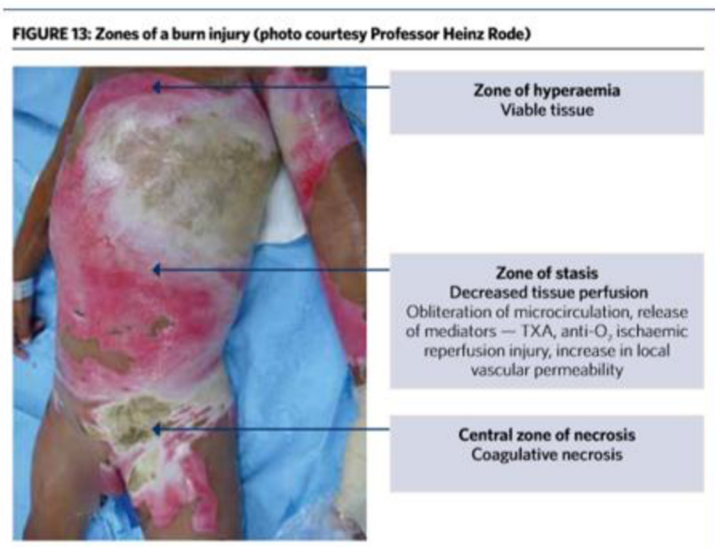 FIGURE 13: Zones of a burn injury (photo courtesy Professor Heinz Rode)
Zone of hyperaemia
Viable tissue
Zone of stasis
Decreased tissue perfusion
Obliteration of microcirculation, release
of mediators — TXA, anti-O₂ ischaemic
reperfusion injury, increase in local
vascular permeability
Central zone of necrosis
Coagulative necrosis